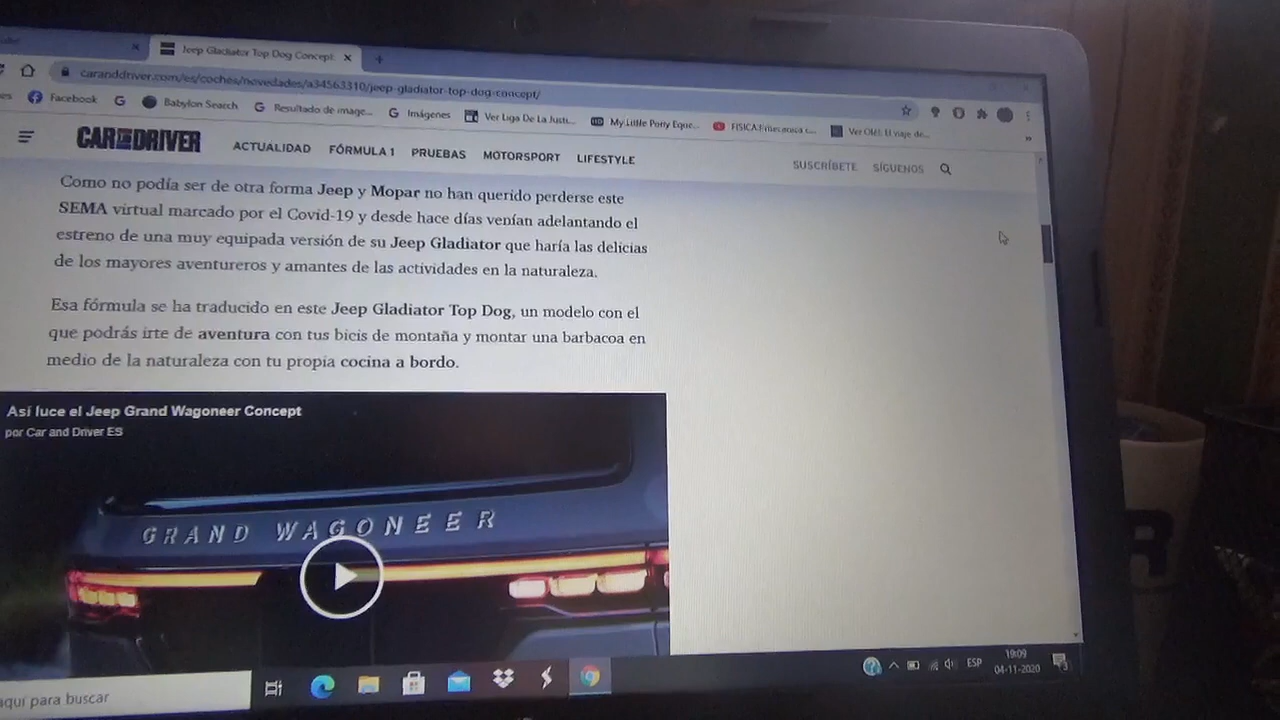 Jeep Gladiator Top Dog Concept
caranddriver.com/es/coches/novedades/a34563310/jeep-gladiator-top-dog-concept/
es Facebook Babylon Search Resultado de image... Imágenes Ver Liga De La Justi... My Little Pony Eque... Ver OMI: El viaje de...
CAR AND DRIVER ACTUALIDAD FÓRMULA 1 PRUEBAS MOTORSPORT LIFESTYLE SUSCRÍBETE SÍGUENOS
Como no podía ser de otra forma Jeep y Mopar no han querido perderse este
SEMA virtual marcado por el Covid-19 y desde hace días venían adelantando el
estreno de una muy equipada versión de su Jeep Gladiator que haría las delicias
de los mayores aventureros y amantes de las actividades en la naturaleza.
Esa fórmula se ha traducido en este Jeep Gladiator Top Dog, un modelo con el
que podrás irte de aventura con tus bicis de montaña y montar una barbacoa en
medio de la naturaleza con tu propia cocina a bordo.
Así luce el Jeep Grand Wagoneer Concept
por Car and Driver ES
GRAND WAGONEER
aquí para buscar
ESP
19:09
04-11-2020
3
R